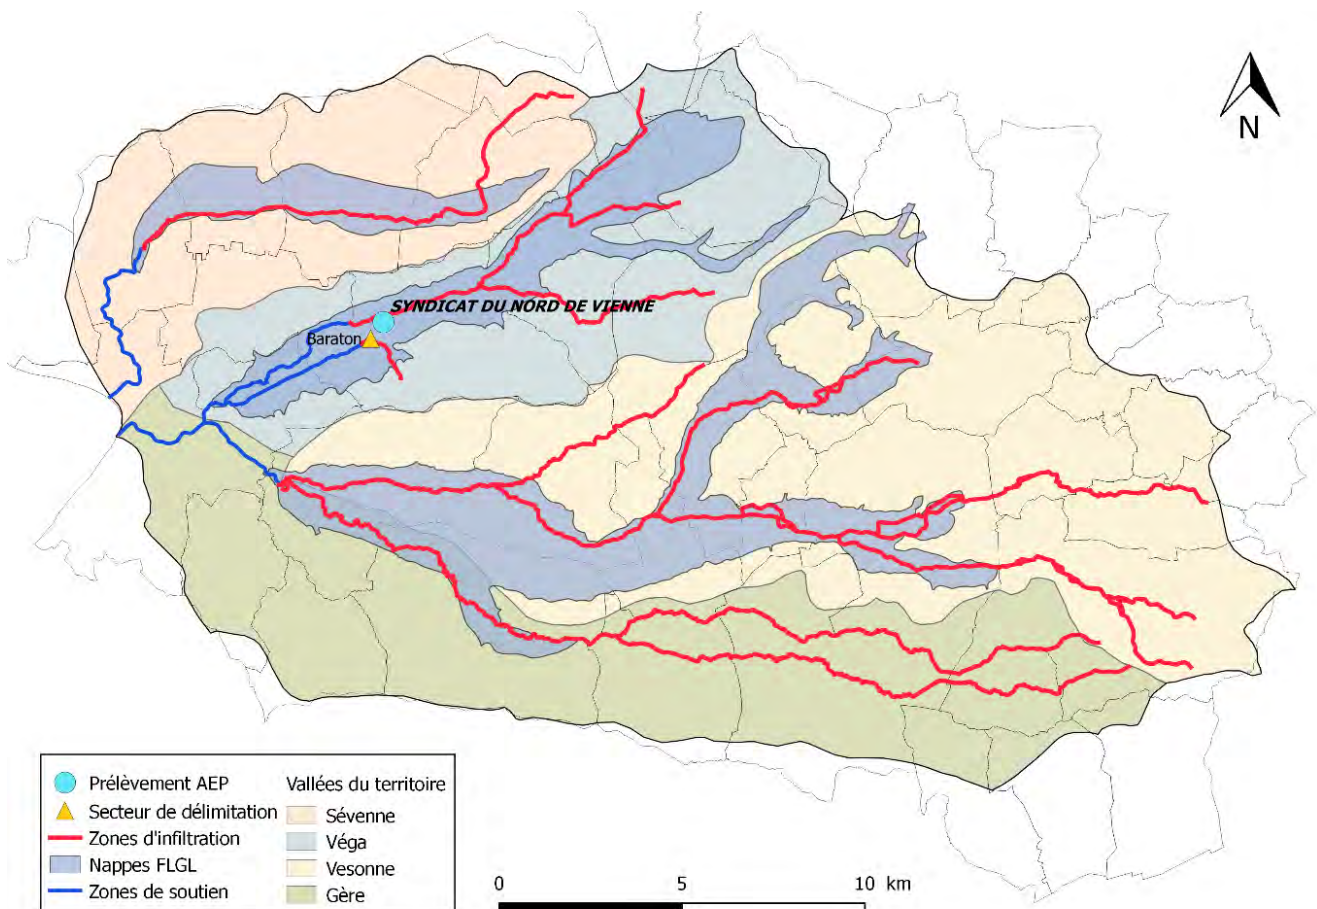 N
SYNDICAT DU NORD DE VIENNE
Baraton
Prélèvement AEP
Secteur de délimitation
Zones d'infiltration
Nappes FLGL
Zones de soutien
Vallées du territoire
Sévenne
Véga
Vesonne
Gère
0 5 10 km